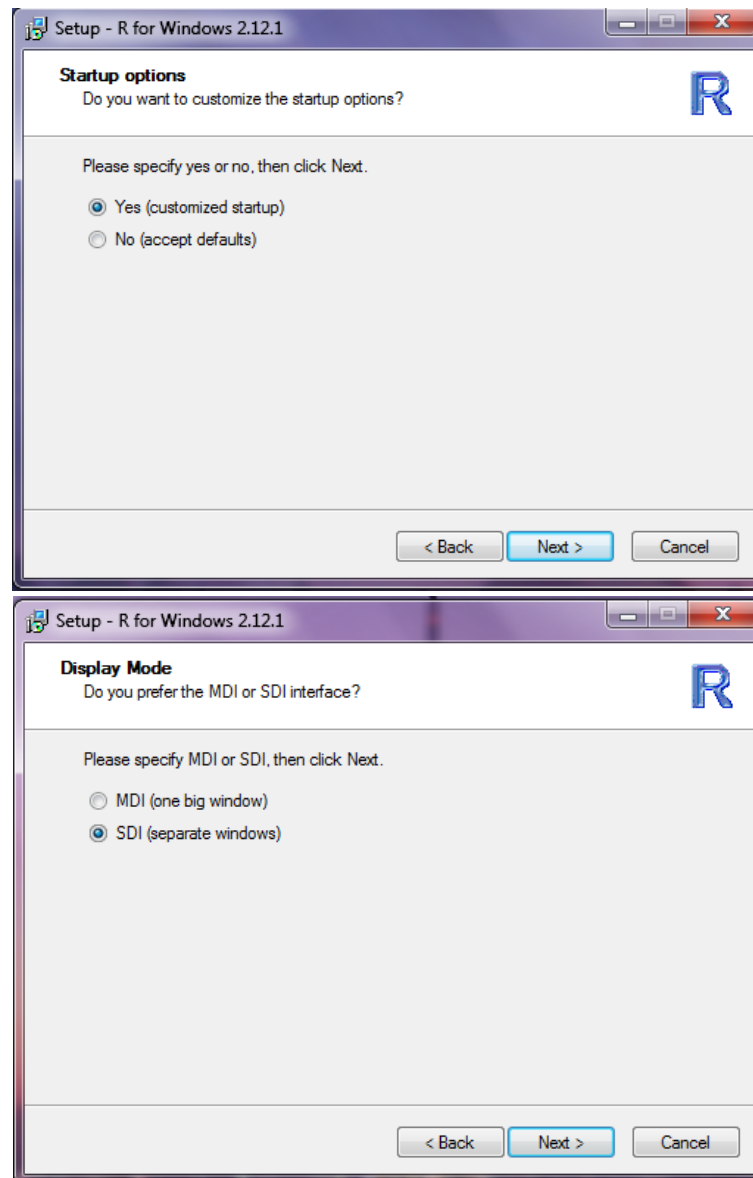 Setup - R for Windows 2.12.1
Startup options
Do you want to customize the startup options?
R
Please specify yes or no, then click Next.
Yes (customized startup)
No (accept defaults)
< Back Next > Cancel
Setup - R for Windows 2.12.1
Display Mode
Do you prefer the MDI or SDI interface?
R
Please specify MDI or SDI, then click Next.
MDI (one big window)
SDI (separate windows)
< Back Next > Cancel